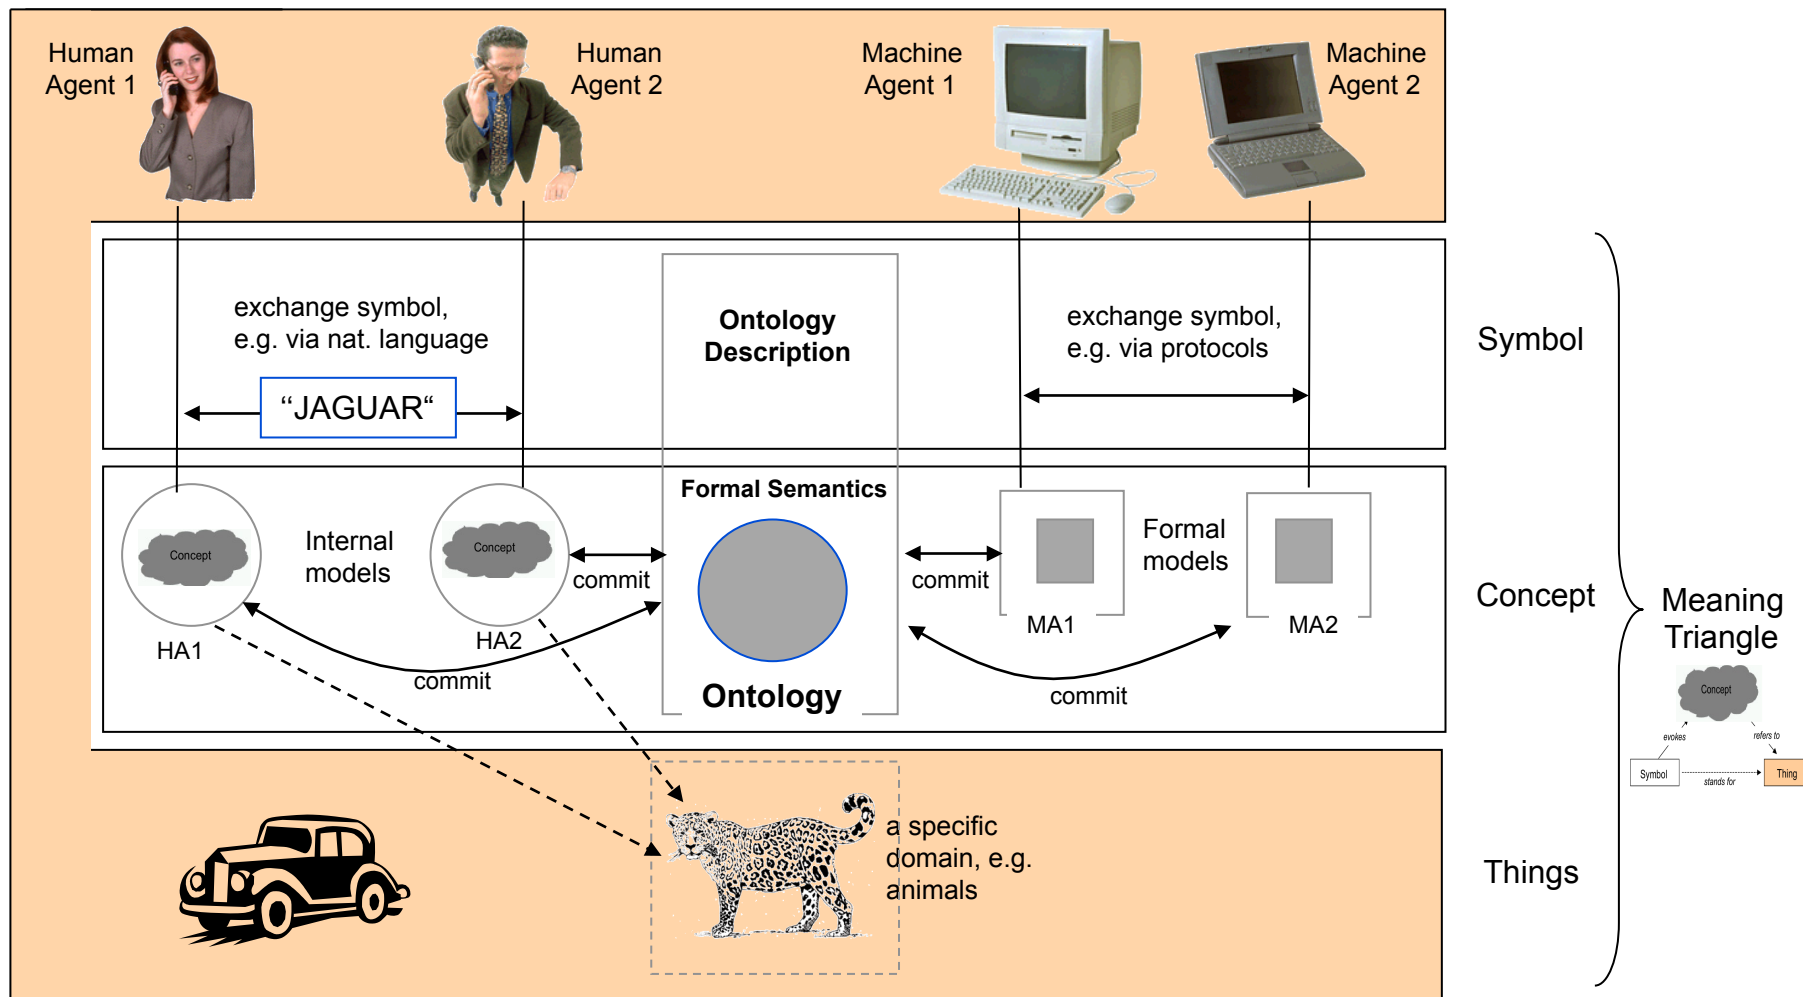 Human
Agent 1
Human
Agent 2
Machine
Agent 1
Machine
Agent 2
exchange symbol,
e.g. via nat. language
“JAGUAR“
Ontology
Description
exchange symbol,
e.g. via protocols
Symbol
Formal Semantics
Concept
Internal
models
Concept
commit
commit
Formal
models
HA1
HA2
MA1
MA2
commit
Ontology
commit
Concept
Meaning
Triangle
Concept
evokes
refers to
Symbol
stands for
Thing
a specific
domain, e.g.
animals
Things